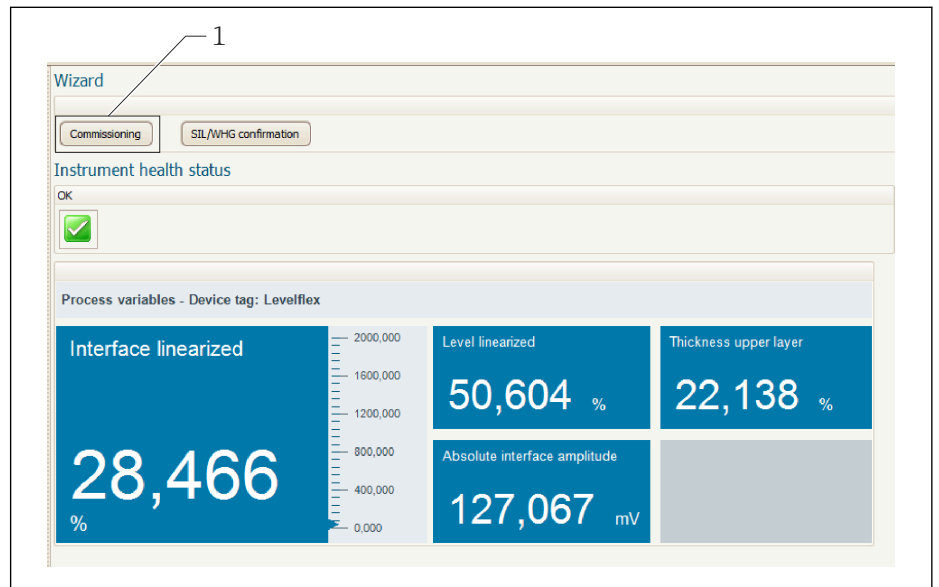 1
Wizard
Commissioning
SIL/WHG confirmation
Instrument health status
OK
Process variables - Device tag: Levelflex
Interface linearized
28,466
%
2000,000
1600,000
1200,000
800,000
400,000
0,000
Level linearized
50,604 %
Thickness upper layer
22,138 %
Absolute interface amplitude
127,067 mV